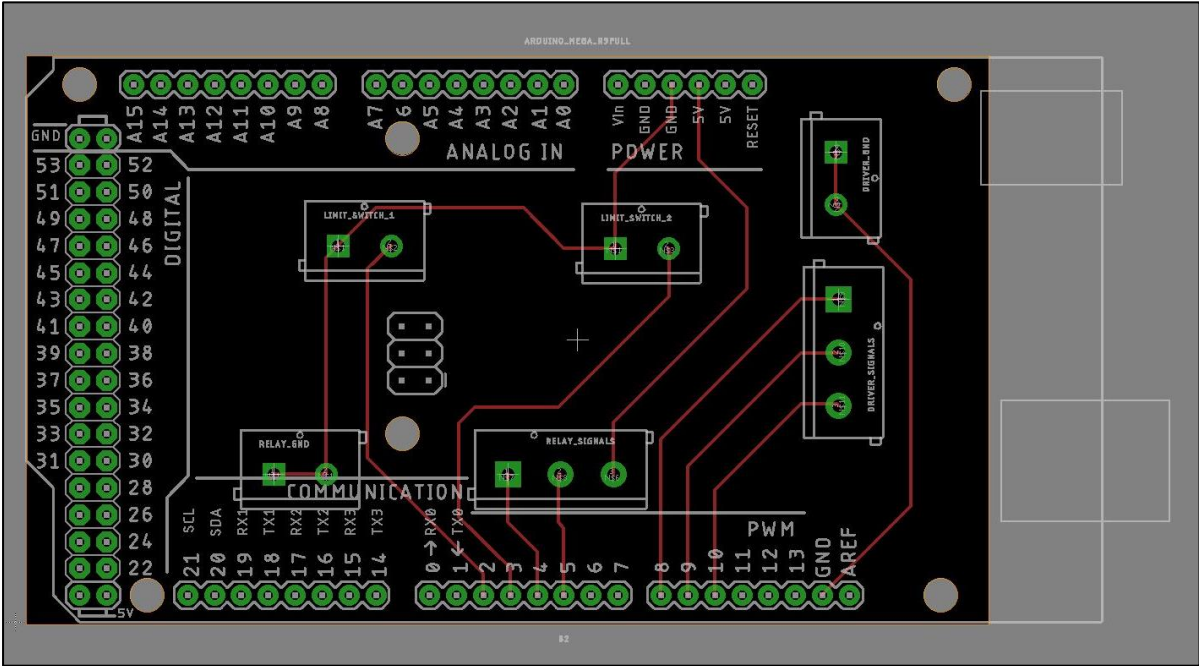 ARDUINO_MEGA_R3FULL
A15 A14 A13 A12 A11 A10 A9 A8
A7 6 A5 A4 A3 A2 A1 A0
Vin GND GND 5V 5V RESET
ANALOG IN
POWER
GND
53 52
51 50
49 48
47 46
45 44
43 42
41 40
39 38
37 36
35 34
33 32
31 30
28
26
24
22
5V
DIGITAL
LIMIT_SWITCH_1
LIMIT_SWITCH_2
DRIVER_GND
DRIVER_SIGNALS
RELAY_GND
RELAY_SIGNALS
COMMUNICATION
PWM
SCL SDA RX1 TX1 RX2 TX2 RX3 TX3
21 20 19 18 17 16 15 14
RX0 TX0
0→ 1← 2 3 4 5 6 7
8 9 10 11 12 13 GND AREF